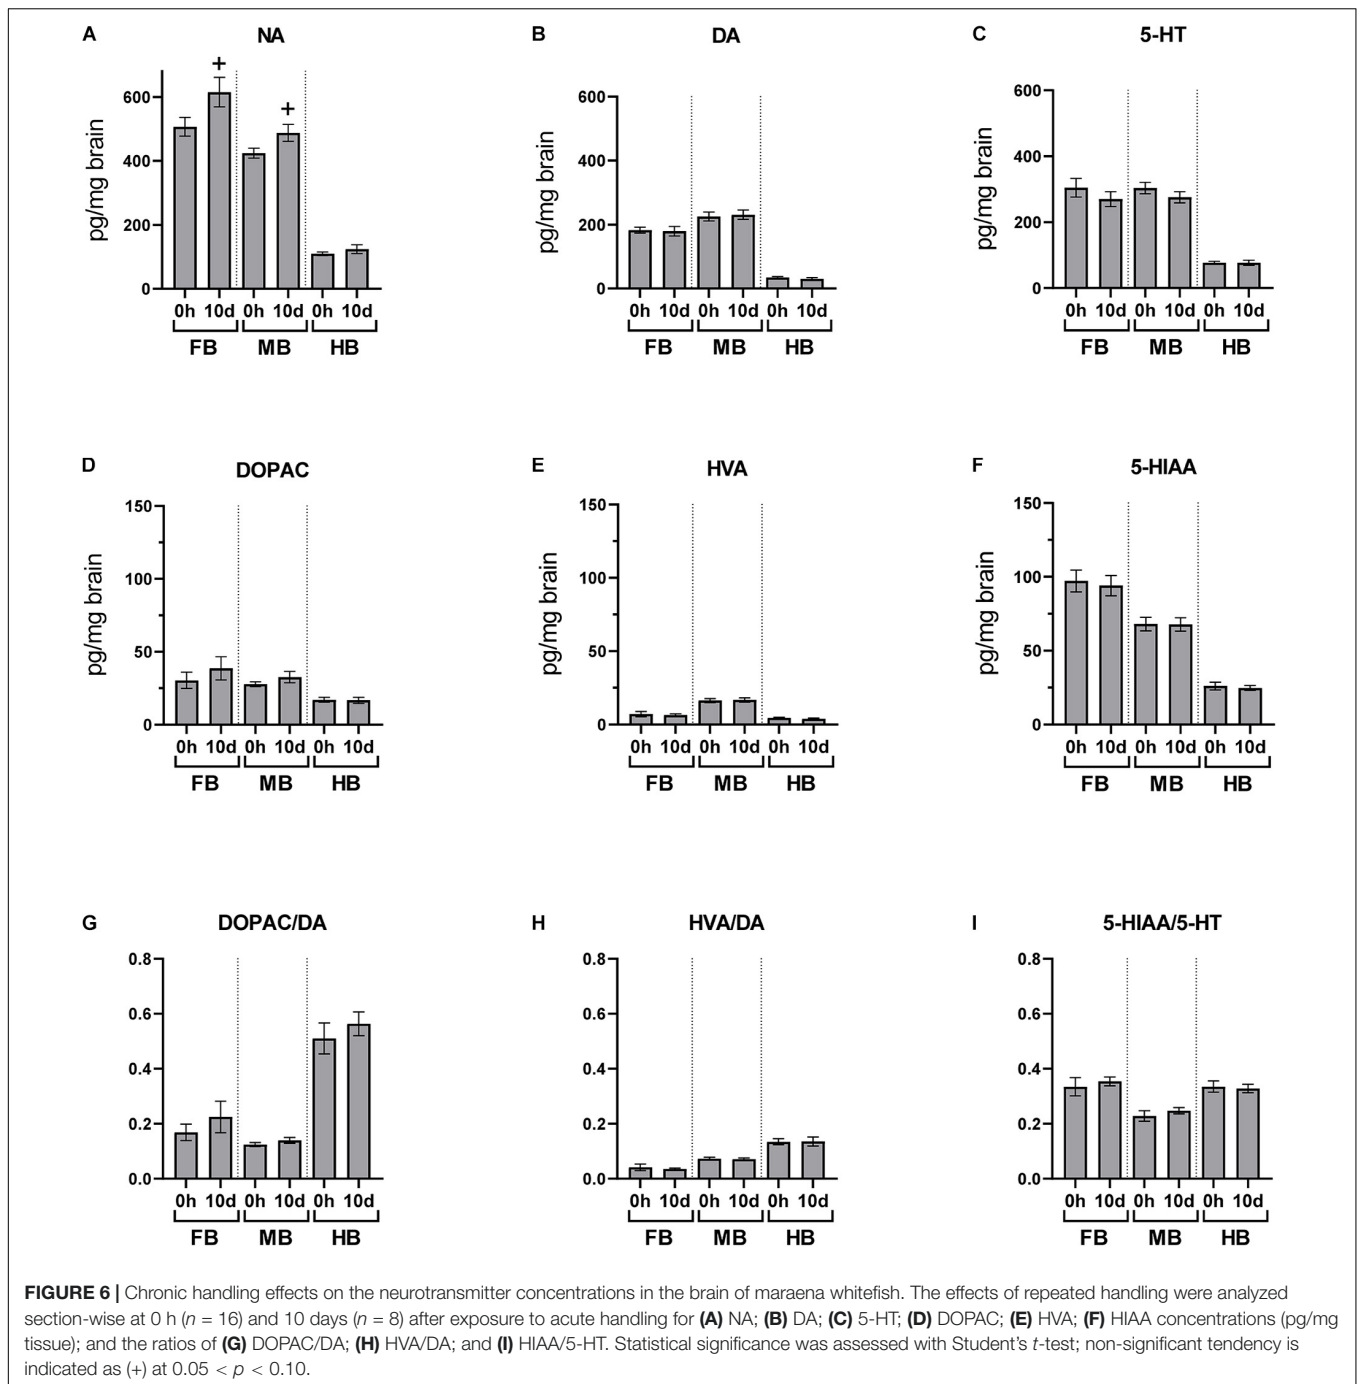 A NA
B DA
C 5-HT
pg/mg brain
600
400
200
0
+
+
0h 10d 0h 10d 0h 10d
FB MB HB
pg/mg brain
600
400
200
0
0h 10d 0h 10d 0h 10d
FB MB HB
pg/mg brain
600
400
200
0
0h 10d 0h 10d 0h 10d
FB MB HB
D DOPAC
E HVA
F 5-HIAA
pg/mg brain
150
100
50
0
0h 10d 0h 10d 0h 10d
FB MB HB
pg/mg brain
150
100
50
0
0h 10d 0h 10d 0h 10d
FB MB HB
pg/mg brain
150
100
50
0
0h 10d 0h 10d 0h 10d
FB MB HB
G DOPAC/DA
H HVA/DA
I 5-HIAA/5-HT
0.8
0.6
0.4
0.2
0.0
0h 10d 0h 10d 0h 10d
FB MB HB
0.8
0.6
0.4
0.2
0.0
0h 10d 0h 10d 0h 10d
FB MB HB
0.8
0.6
0.4
0.2
0.0
0h 10d 0h 10d 0h 10d
FB MB HB
FIGURE 6 | Chronic handling effects on the neurotransmitter concentrations in the brain of maraena whitefish. The effects of repeated handling were analyzed
section-wise at 0 h (n = 16) and 10 days (n = 8) after exposure to acute handling for (A) NA; (B) DA; (C) 5-HT; (D) DOPAC; (E) HVA; (F) HIAA concentrations (pg/mg
tissue); and the ratios of (G) DOPAC/DA; (H) HVA/DA; and (I) HIAA/5-HT. Statistical significance was assessed with Student's t-test; non-significant tendency is
indicated as (+) at 0.05 < p < 0.10.